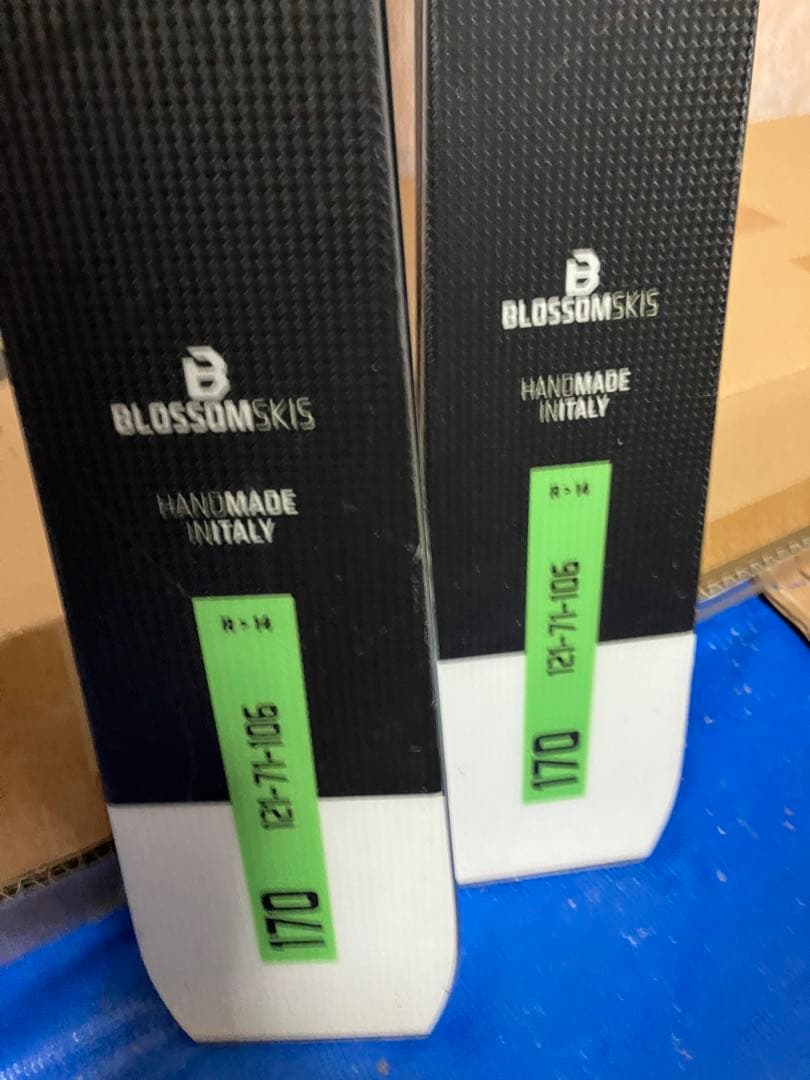 B
BLOSSOMSKIS
HANDMADE
INITALY
R > 14
121-71-106
170
B
BLOSSOMSKIS
HANDMADE
INITALY
R > 14
121-71-106
170